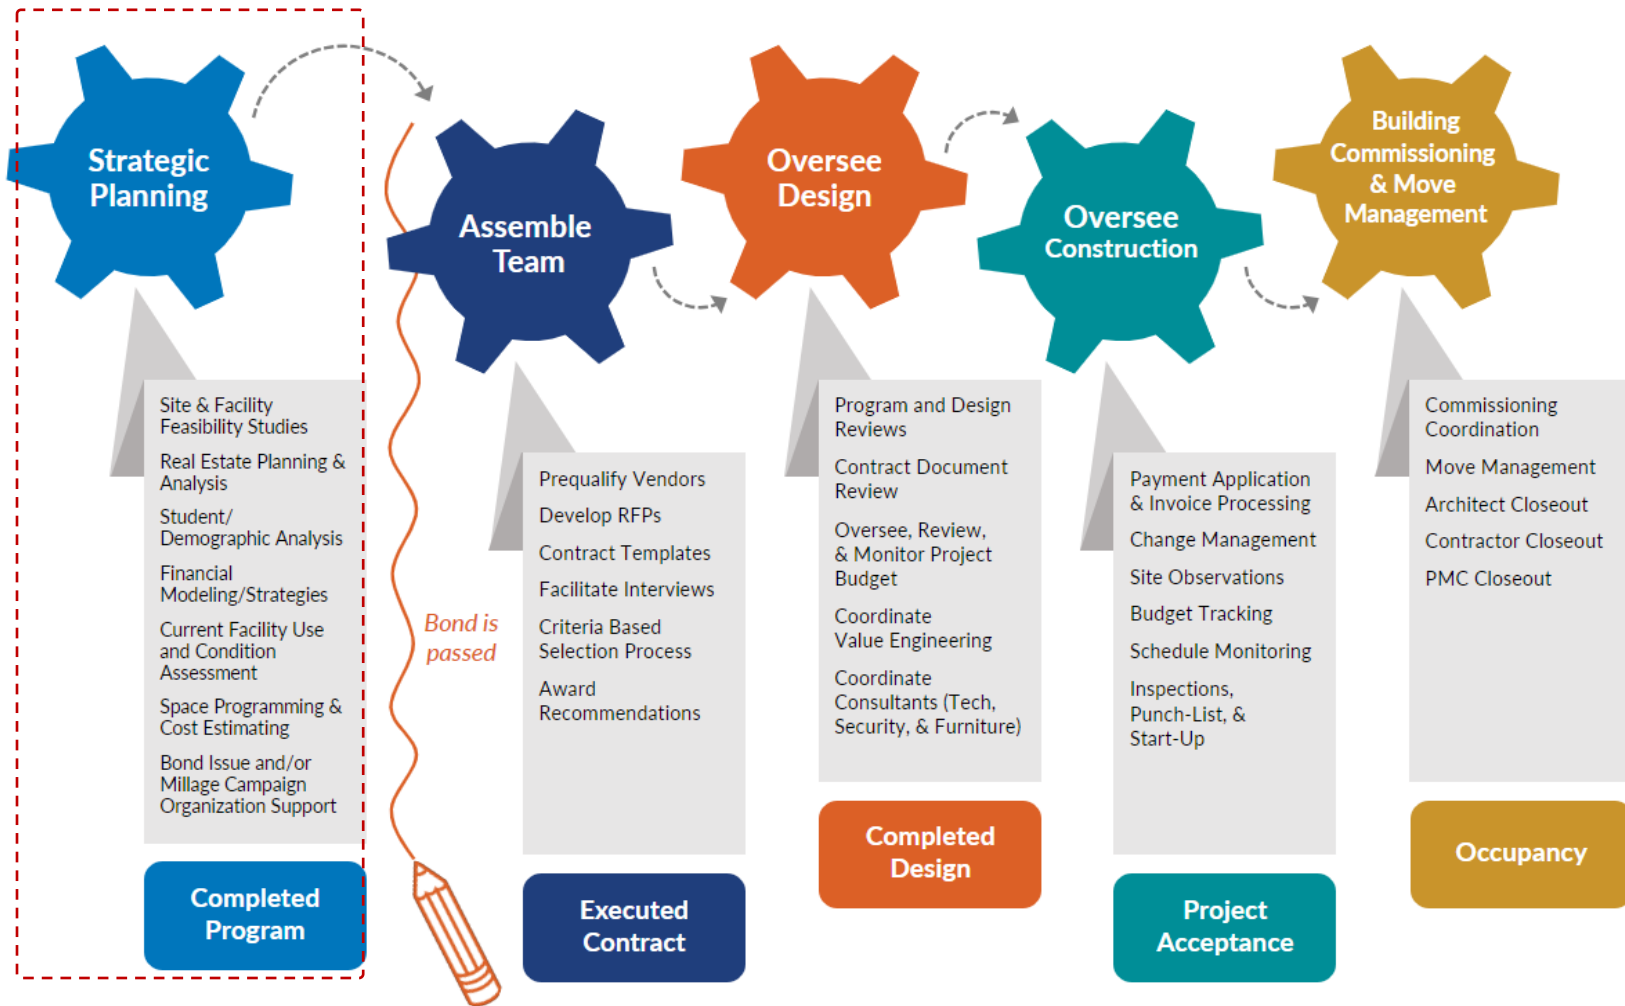 Strategic
Planning
Site & Facility
Feasibility Studies
Real Estate Planning &
Analysis
Student/
Demographic Analysis
Financial
Modeling/Strategies
Current Facility Use
and Condition
Assessment
Space Programming &
Cost Estimating
Bond Issue and/or
Millage Campaign
Organization Support
Completed
Program
Bond is
passed
Assemble
Team
Prequalify Vendors
Develop RFPs
Contract Templates
Facilitate Interviews
Criteria Based
Selection Process
Award
Recommendations
Executed
Contract
Oversee
Design
Program and Design
Reviews
Contract Document
Review
Oversee, Review,
& Monitor Project
Budget
Coordinate
Value Engineering
Coordinate
Consultants (Tech,
Security, & Furniture)
Completed
Design
Oversee
Construction
Payment Application
& Invoice Processing
Change Management
Site Observations
Budget Tracking
Schedule Monitoring
Inspections,
Punch-List, &
Start-Up
Project
Acceptance
Building
Commissioning
& Move
Management
Commissioning
Coordination
Move Management
Architect Closeout
Contractor Closeout
PMC Closeout
Occupancy